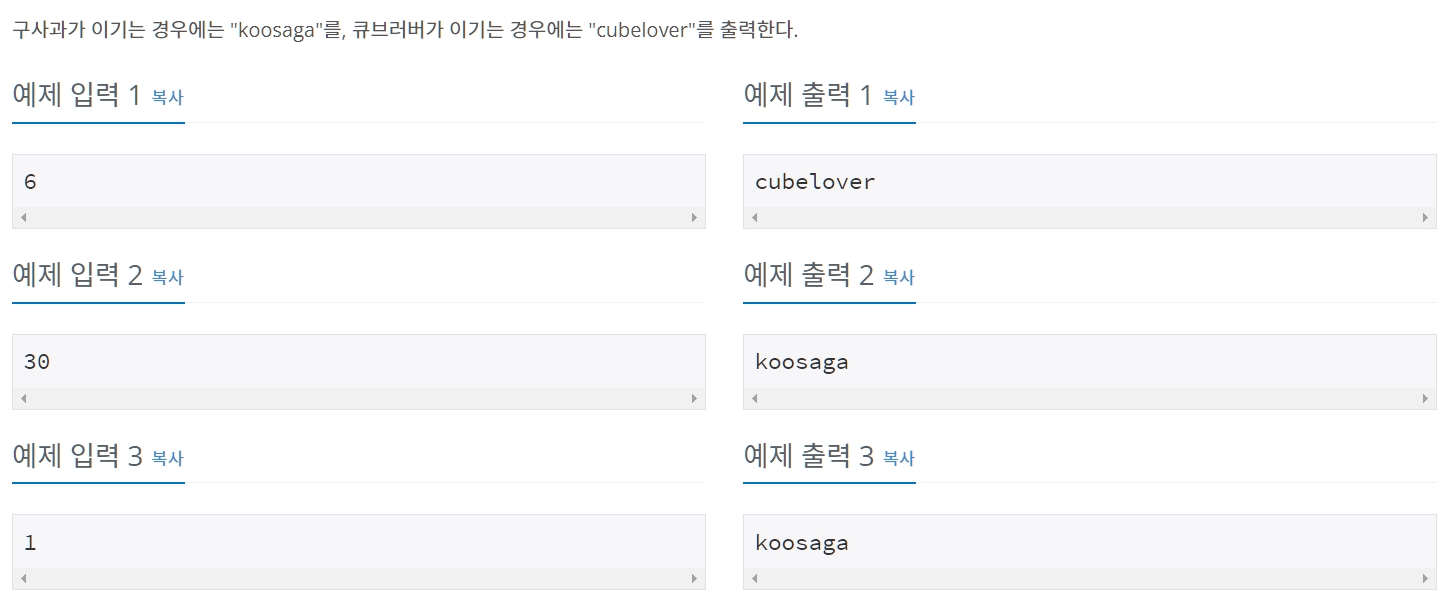 구사과가 이기는 경우에는 "koosaga"를, 큐브러버가 이기는 경우에는 "cubelover"를 출력한다.
예제 입력 1 복사
예제 출력 1 복사
6
cubelover
예제 입력 2 복사
예제 출력 2 복사
30
koosaga
예제 입력 3 복사
예제 출력 3 복사
1
koosaga